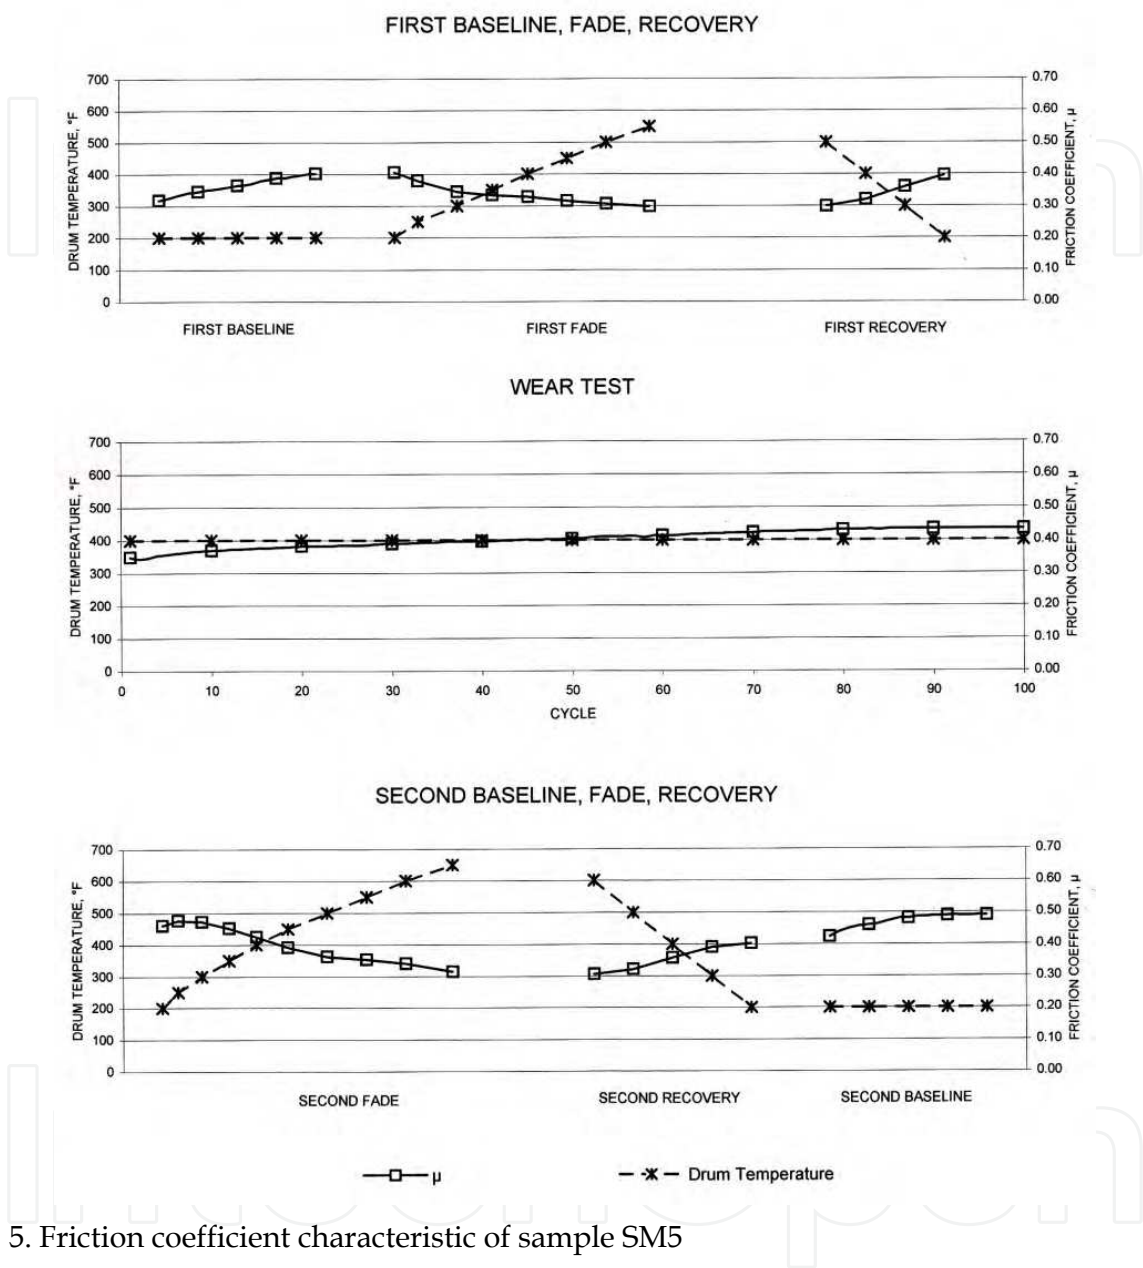 FIRST BASELINE, FADE, RECOVERY
DRUM TEMPERATURE, °F
700
600
500
400
300
200
100
0
0.70
0.60
0.50
0.40
0.30
0.20
0.10
0.00
FRICTION COEFFICIENT, µ
FIRST BASELINE
FIRST FADE
FIRST RECOVERY
WEAR TEST
DRUM TEMPERATURE, °F
700
600
500
400
300
200
100
0
0.70
0.60
0.50
0.40
0.30
0.20
0.10
0.00
FRICTION COEFFICIENT, µ
0 10 20 30 40 50 60 70 80 90 100
CYCLE
SECOND BASELINE, FADE, RECOVERY
DRUM TEMPERATURE, °F
700
600
500
400
300
200
100
0
0.70
0.60
0.50
0.40
0.30
0.20
0.10
0.00
FRICTION COEFFICIENT, µ
SECOND FADE
SECOND RECOVERY
SECOND BASELINE
µ
Drum Temperature
5. Friction coefficient characteristic of sample SM5